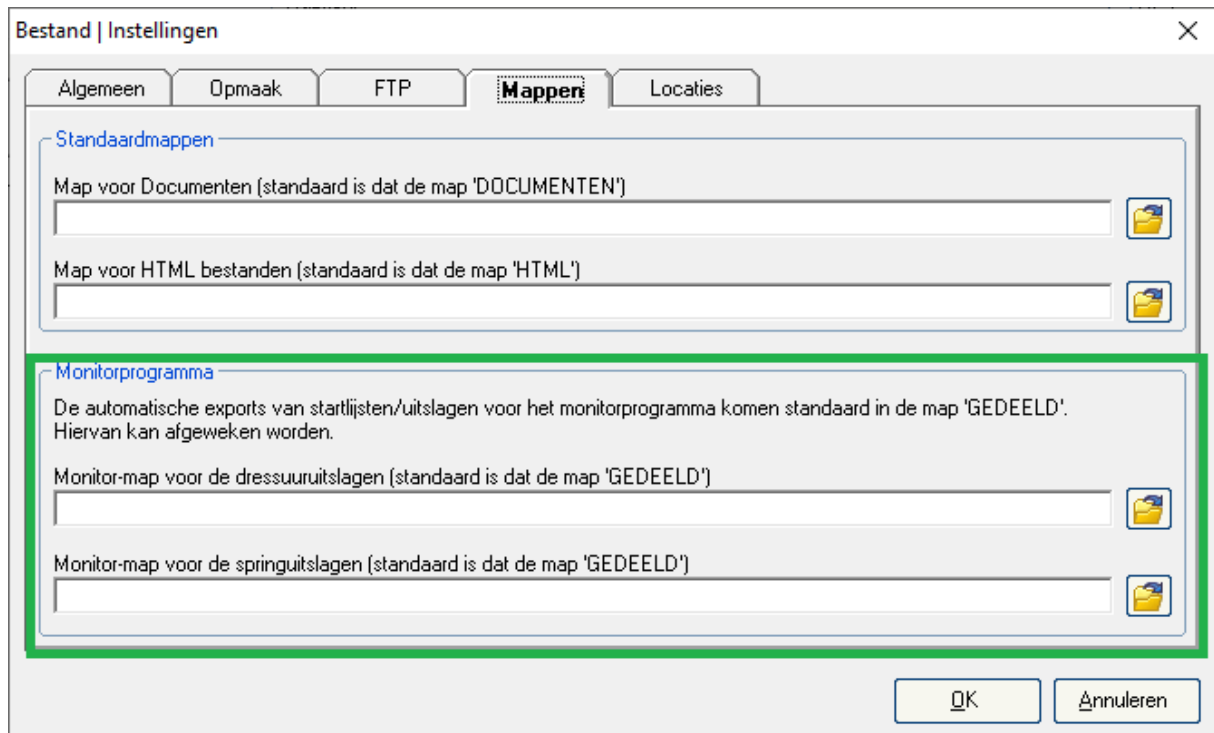 Bestand | Instellingen
Algemeen Opmaak FTP Mappen Locaties
Standaardmappen
Map voor Documenten (standaard is dat de map 'DOCUMENTEN')
Map voor HTML bestanden (standaard is dat de map 'HTML')
Monitorprogramma
De automatische exports van startlijsten/uitslagen voor het monitorprogramma komen standaard in de map 'GEDEELD'.
Hiervan kan afgeweken worden.
Monitor-map voor de dressuuruitslagen (standaard is dat de map 'GEDEELD')
Monitor-map voor de springuitslagen (standaard is dat de map 'GEDEELD')
OK Annuleren